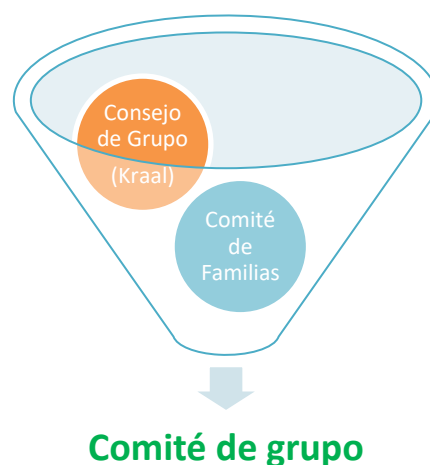 Consejo
de Grupo
(Kraal)
Comité
de
Familias
Comité de grupo